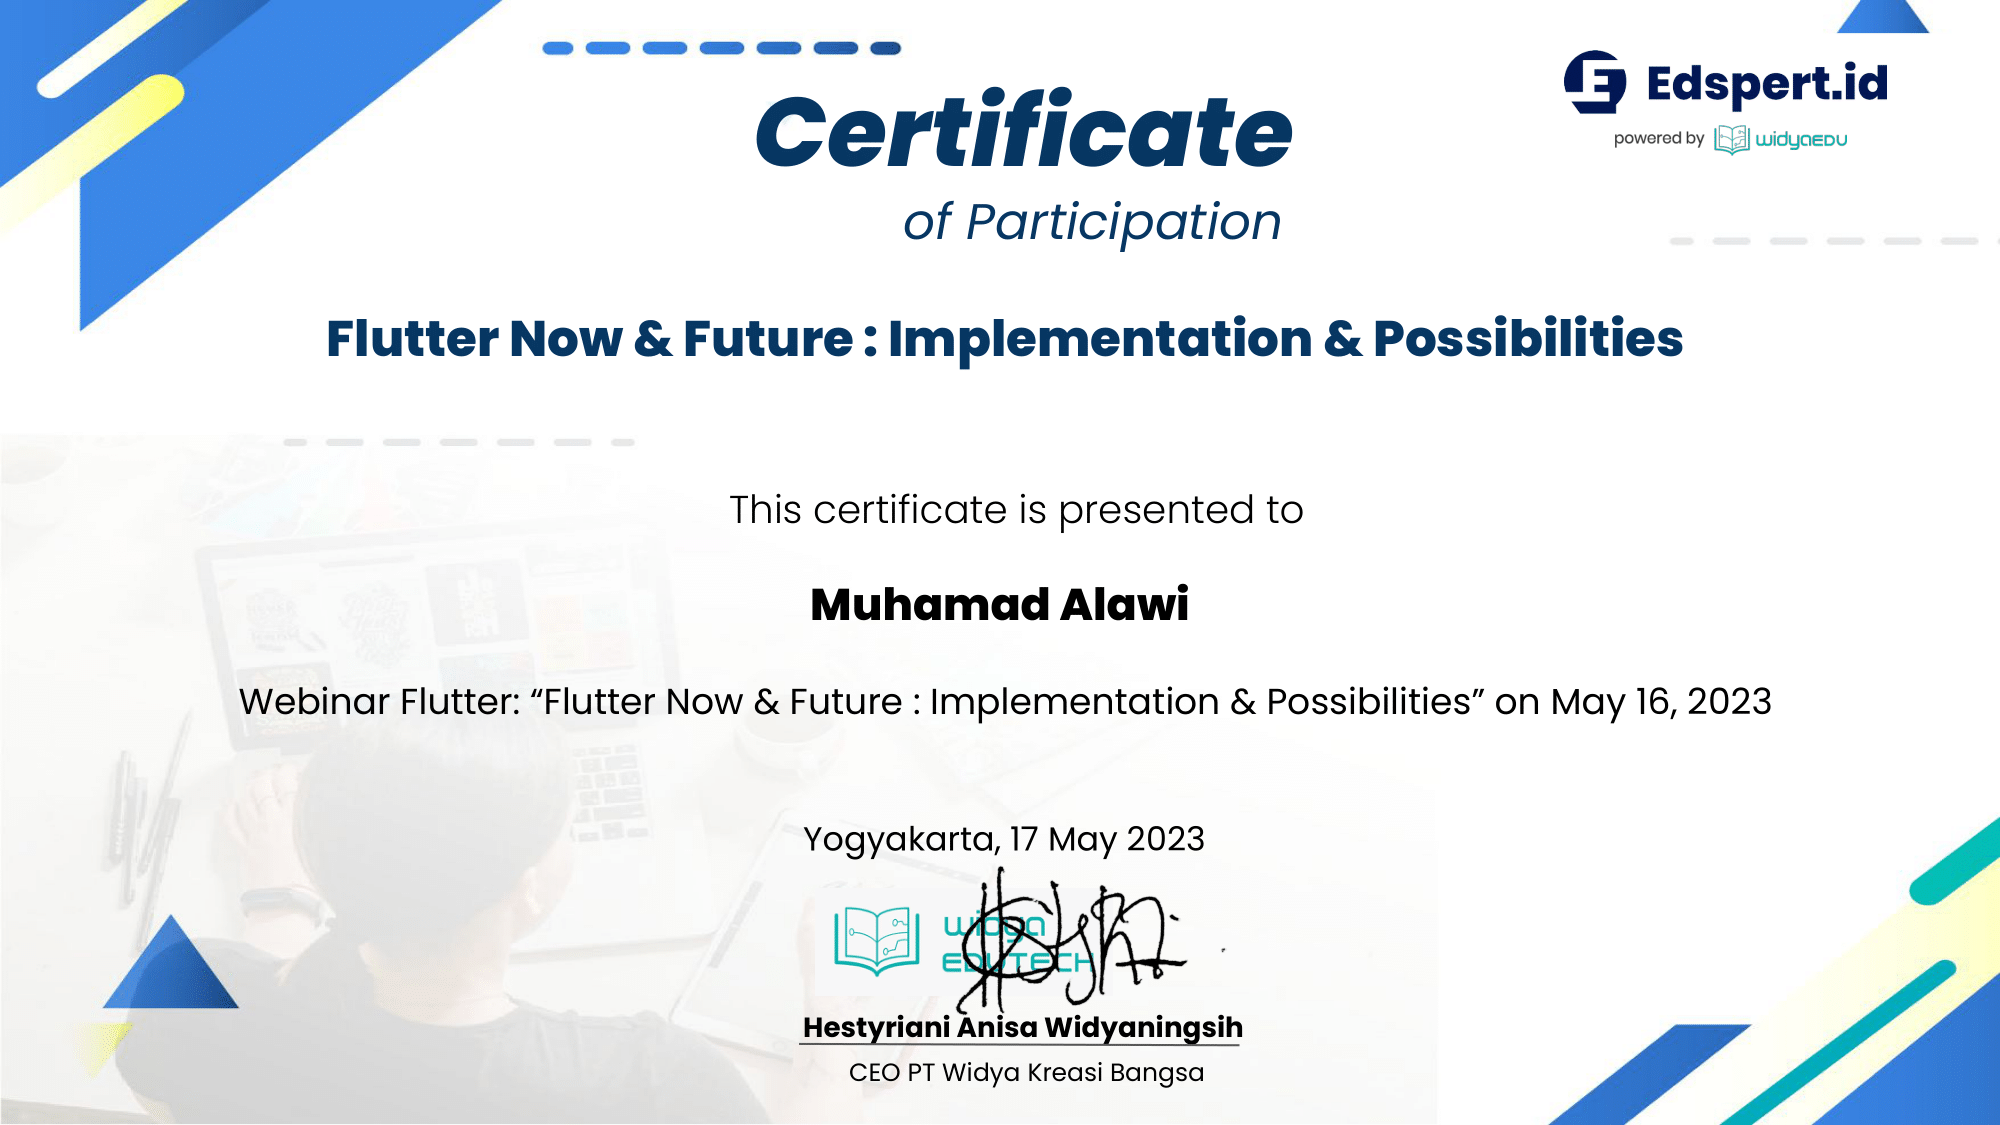 Certificate
of Participation
Edspert.id
powered by widyaEDU
Flutter Now & Future : Implementation & Possibilities
This certificate is presented to
Muhamad Alawi
Webinar Flutter: “Flutter Now & Future : Implementation & Possibilities” on May 16, 2023
Yogyakarta, 17 May 2023
widya
EDUTECH
Hestyriani Anisa Widyaningsih
CEO PT Widya Kreasi Bangsa